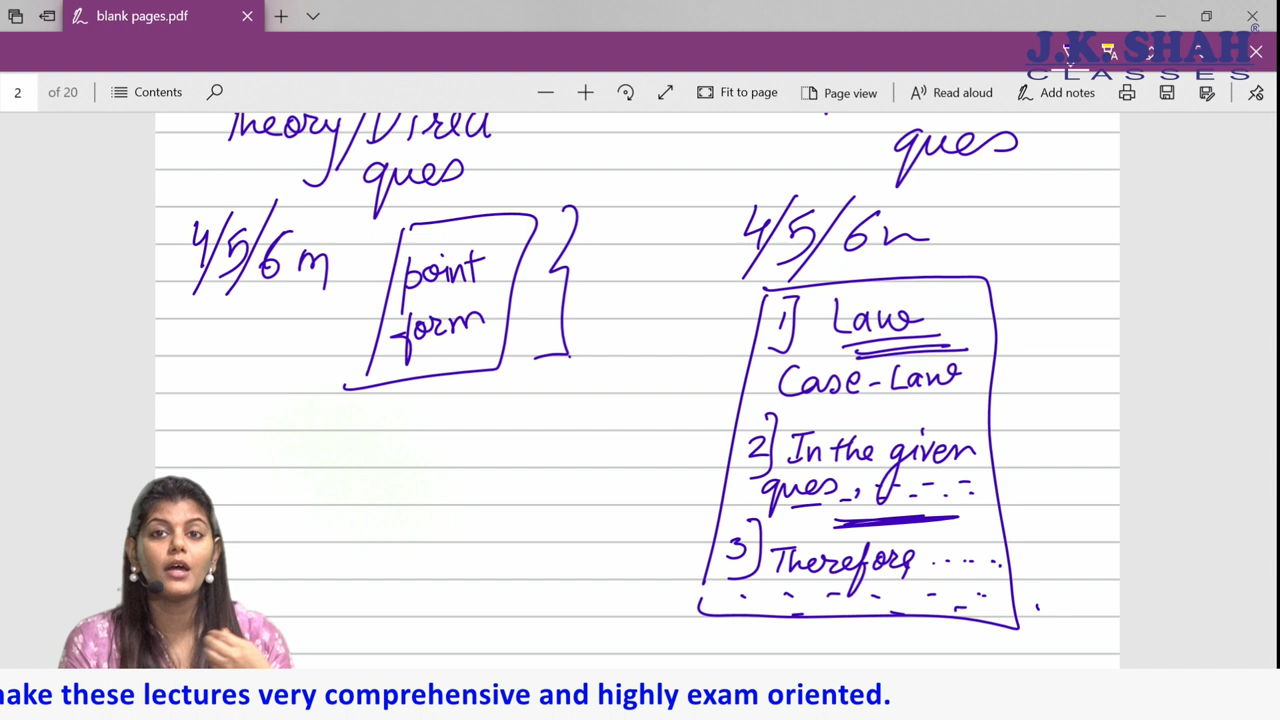 blank pages.pdf
J.K. SHAH ®
CLASSES
2 of 20 Contents Fit to page Page view Read aloud Add notes
Theory/Direct
ques
4/5/6 m
point
form
ques
4/5/6 m
1] Law
Case-Law
2] In the given
ques -, - - . -
3] Therefore ......
make these lectures very comprehensive and highly exam oriented.